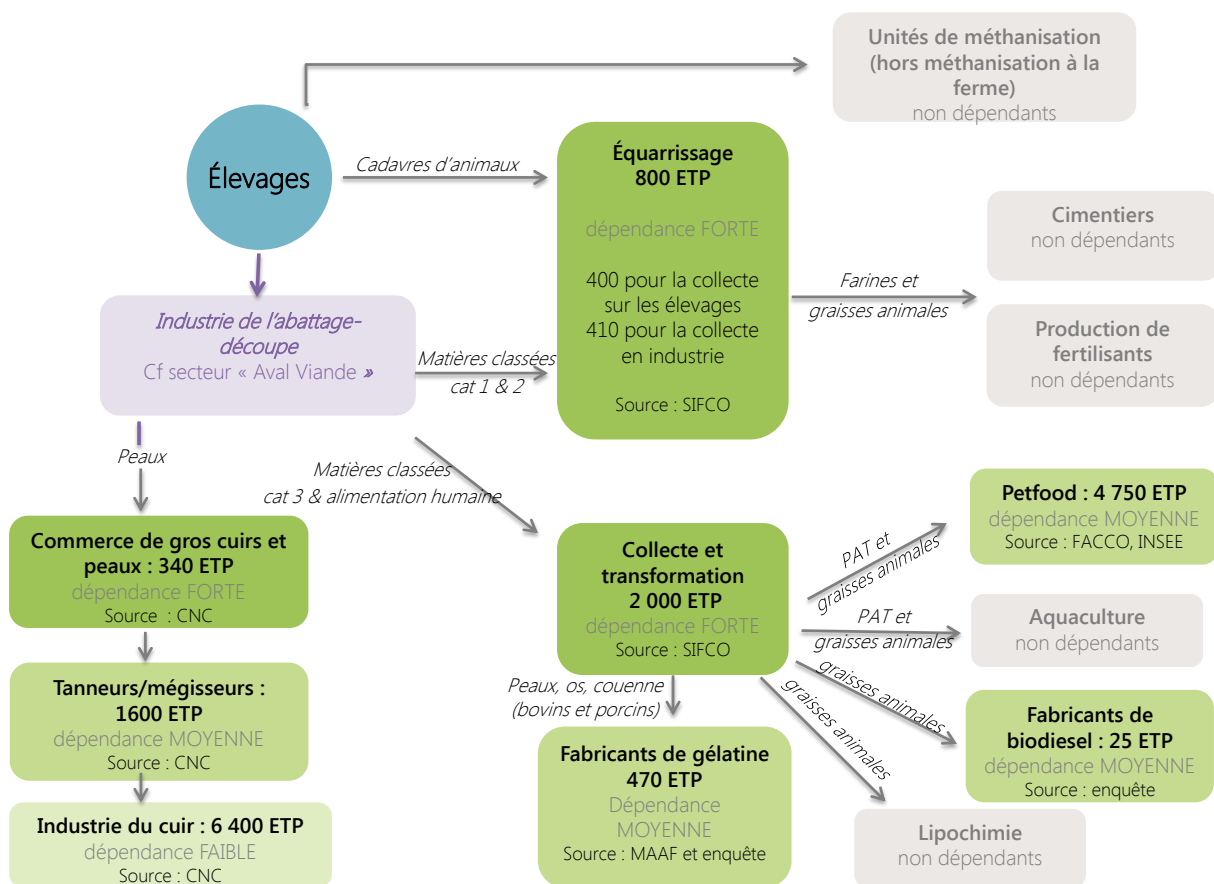 Unités de méthanisation
(hors méthanisation à la
ferme)
non dépendants
Élevages
Cadavres d’animaux
Équarrissage
800 ETP
dépendance FORTE
400 pour la collecte
sur les élevages
410 pour la collecte
en industrie
Source : SIFCO
Cimentiers
non dépendants
Farines et
graisses animales
Production de
fertilisants
non dépendants
Industrie de l’abattage-
découpe
Cf secteur « Aval Viande »
Matières classées
cat 1 & 2
Peaux
Matières classées
cat 3 & alimentation humaine
Commerce de gros cuirs et
peaux : 340 ETP
dépendance FORTE
Source : CNC
Tanneurs/mégisseurs :
1600 ETP
dépendance MOYENNE
Source : CNC
Industrie du cuir : 6 400 ETP
dépendance FAIBLE
Source : CNC
Collecte et
transformation
2 000 ETP
dépendance FORTE
Source : SIFCO
PAT et
graisses animales
Petfood : 4 750 ETP
dépendance MOYENNE
Source : FACCO, INSEE
PAT et
graisses animales
Aquaculture
non dépendants
graisses animales
Fabricants de
biodiesel : 25 ETP
dépendance MOYENNE
Source : enquête
graisses animales
Lipochimie
non dépendants
Peaux, os, couenne
(bovins et porcins)
Fabricants de gélatine
470 ETP
Dépendance
MOYENNE
Source : MAAF et enquête